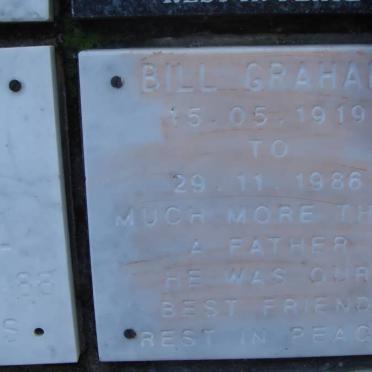 BILL GRAHA
15.05.1919
TO
29.11.1986
MUCH MORE TH
A FATHER
HE WAS OUR
BEST FRIEND
REST IN PEAC
88
S